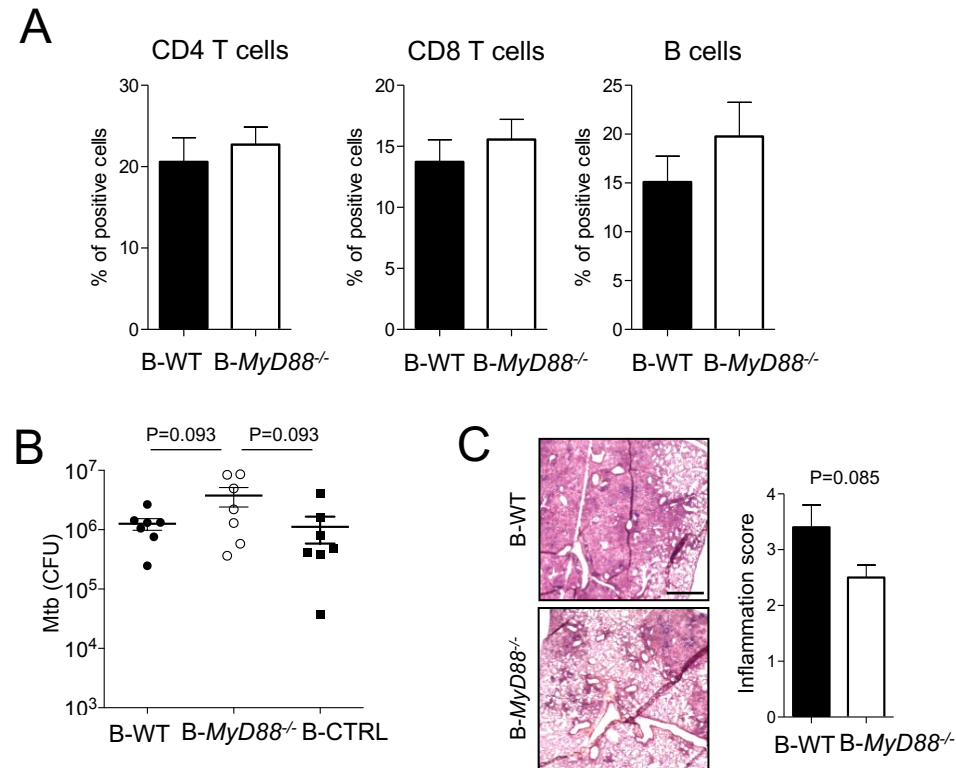 A
CD4 T cells
CD8 T cells
B cells
% of positive cells
30
20
10
0
B-WT B-MyD88-/-
% of positive cells
20
15
10
5
0
B-WT B-MyD88-/-
% of positive cells
25
20
15
10
5
0
B-WT B-MyD88-/-
B
P=0.093 P=0.093
Mtb (CFU)
10⁷
10⁶
10⁵
10⁴
10³
B-WT B-MyD88-/- B-CTRL
C
B-WT
B-MyD88-/-
P=0.085
Inflammation score
4
3
2
1
0
B-WT B-MyD88-/-